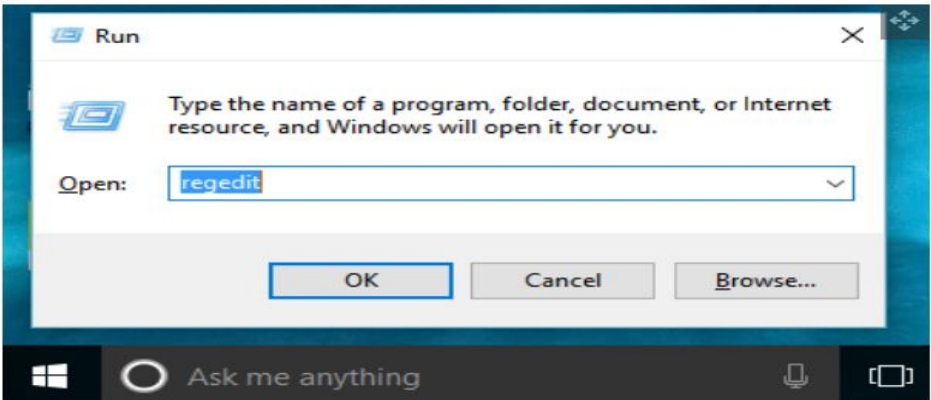 Run
Type the name of a program, folder, document, or Internet
resource, and Windows will open it for you.
Open:
regedit
OK
Cancel
Browse...
Ask me anything